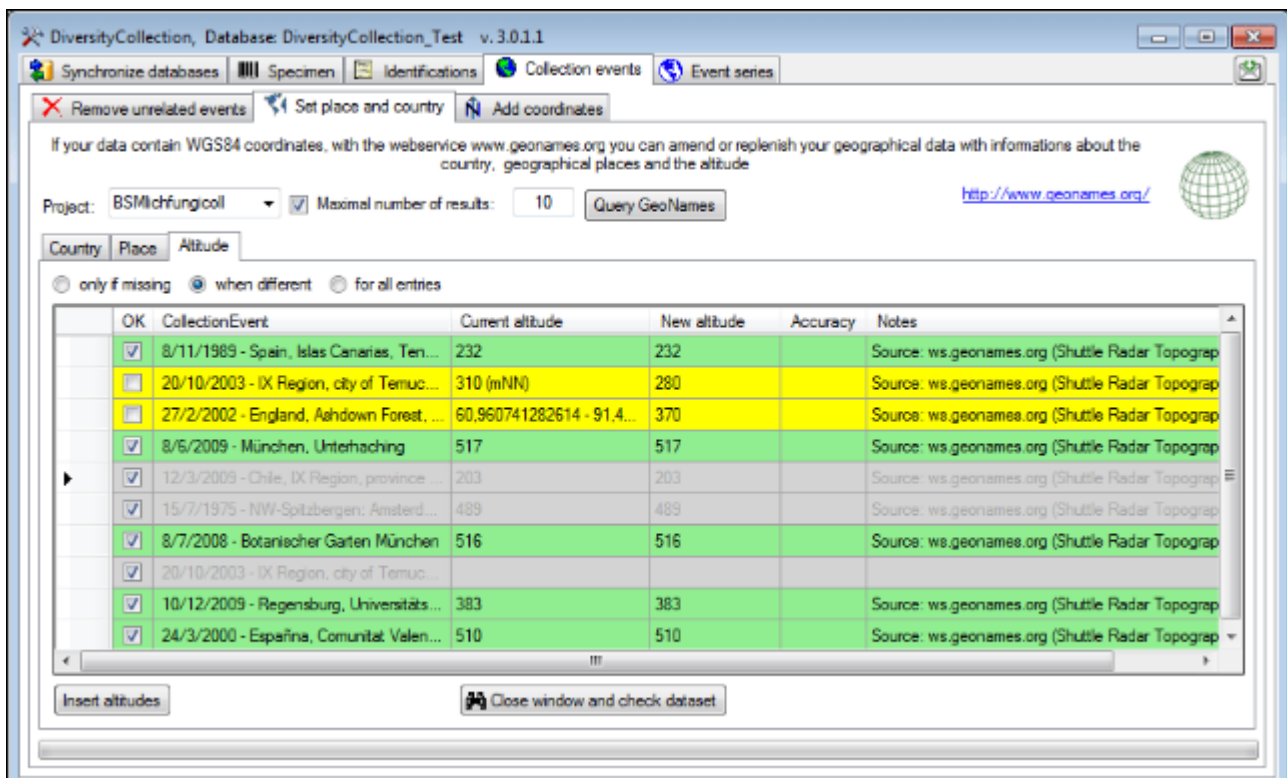 DiversityCollection, Database: DiversityCollection_Test v. 3.0.1.1
Synchronize databases Specimen Identifications Collection events Event series
Remove unrelated events Set place and country Add coordinates
If your data contain WGS84 coordinates, with the webservice www.geonames.org you can amend or replenish your geographical data with informations about the
country, geographical places and the altitude
Project: BSMlichfungicoll Maximal number of results: 10 Query GeoNames http://www.geonames.org/
Country Place Altitude
only if missing when different for all entries
OK CollectionEvent Current altitude New altitude Accuracy Notes
8/11/1989 - Spain, Islas Canarias, Ten... 232 232 Source: ws.geonames.org (Shuttle Radar Topograp
20/10/2003 - IX Region, city of Temuc... 310 (mNN) 280 Source: ws.geonames.org (Shuttle Radar Topograp
27/2/2002 - England, Ashdown Forest, ... 60,960741282614 - 91,4... 370 Source: ws.geonames.org (Shuttle Radar Topograp
8/6/2009 - München, Unterhaching 517 517 Source: ws.geonames.org (Shuttle Radar Topograp
12/3/2009 - Chile, IX Region, province ... 203 203 Source: ws.geonames.org (Shuttle Radar Topograp
15/7/1975 - NW-Spitzbergen: Amsterd... 489 489 Source: ws.geonames.org (Shuttle Radar Topograp
8/7/2008 - Botanischer Garten München 516 516 Source: ws.geonames.org (Shuttle Radar Topograp
20/10/2003 - IX Region, city of Temuc...
10/12/2009 - Regensburg, Universitäts... 383 383 Source: ws.geonames.org (Shuttle Radar Topograp
24/3/2000 - Españna, Comunitat Valen... 510 510 Source: ws.geonames.org (Shuttle Radar Topograp
Insert altitudes Close window and check dataset